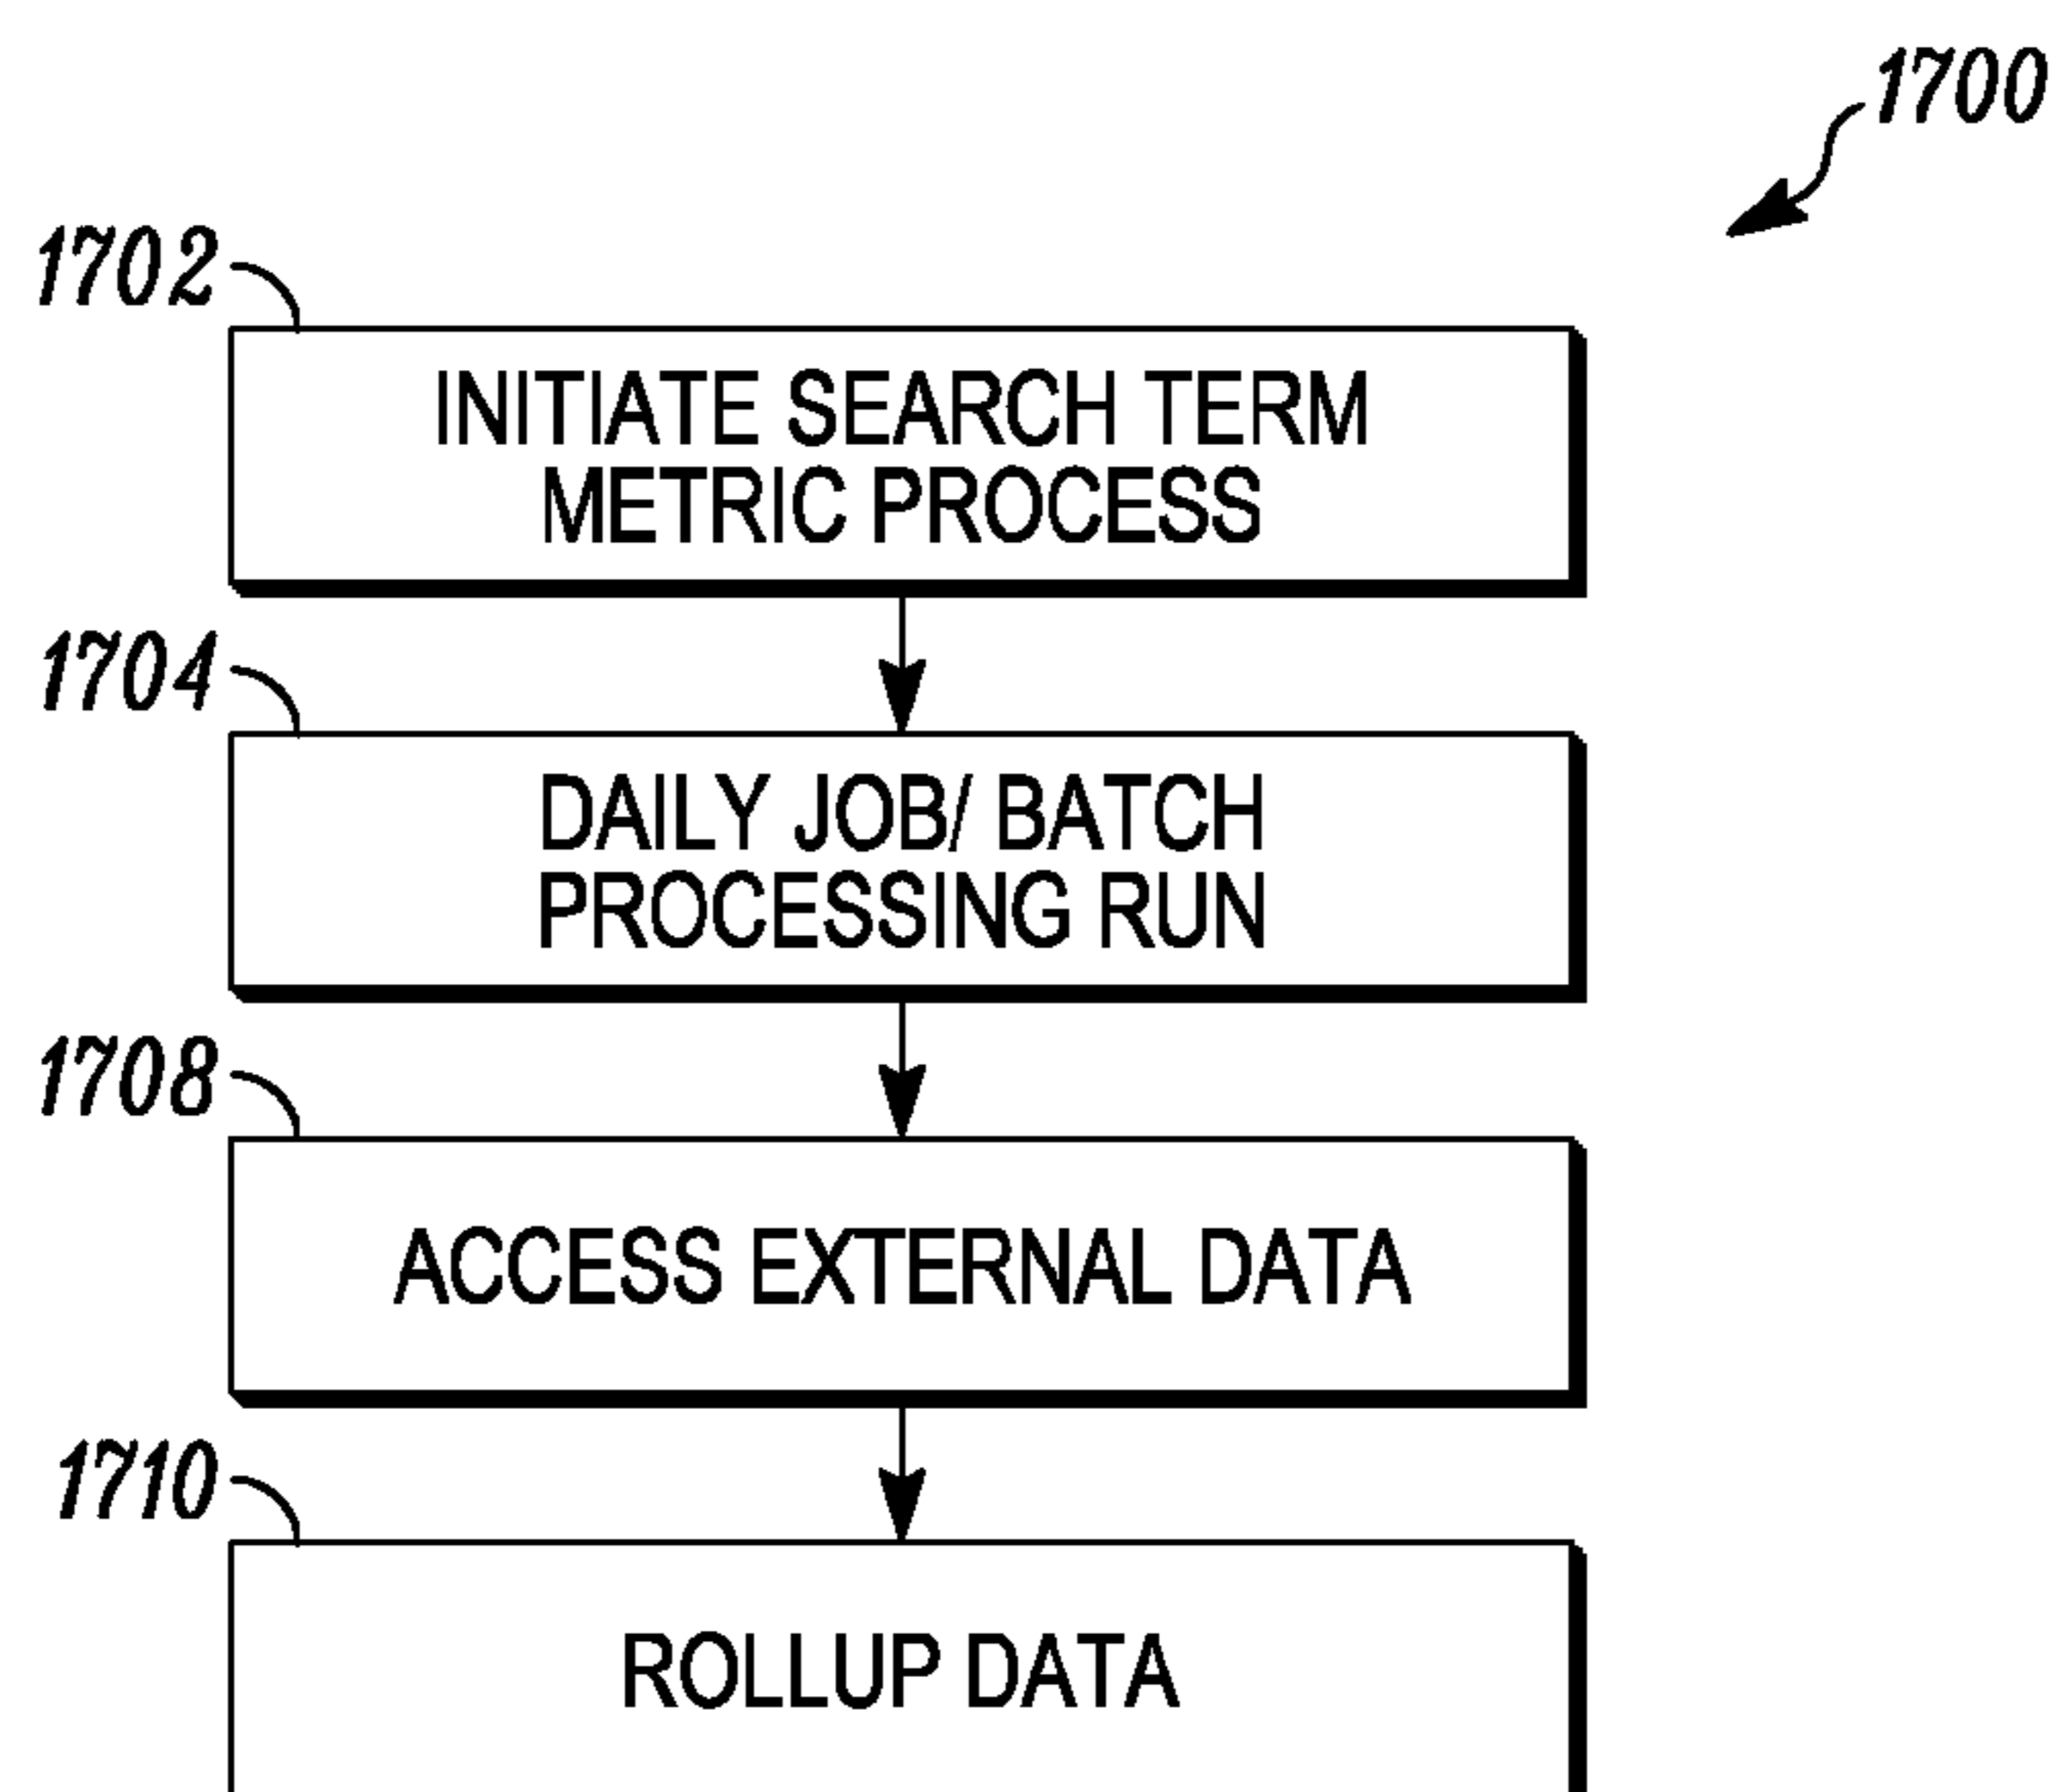 1700
1702
INITIATE SEARCH TERM
METRIC PROCESS
1704
DAILY JOB/ BATCH
PROCESSING RUN
1708
ACCESS EXTERNAL DATA
1710
ROLLUP DATA